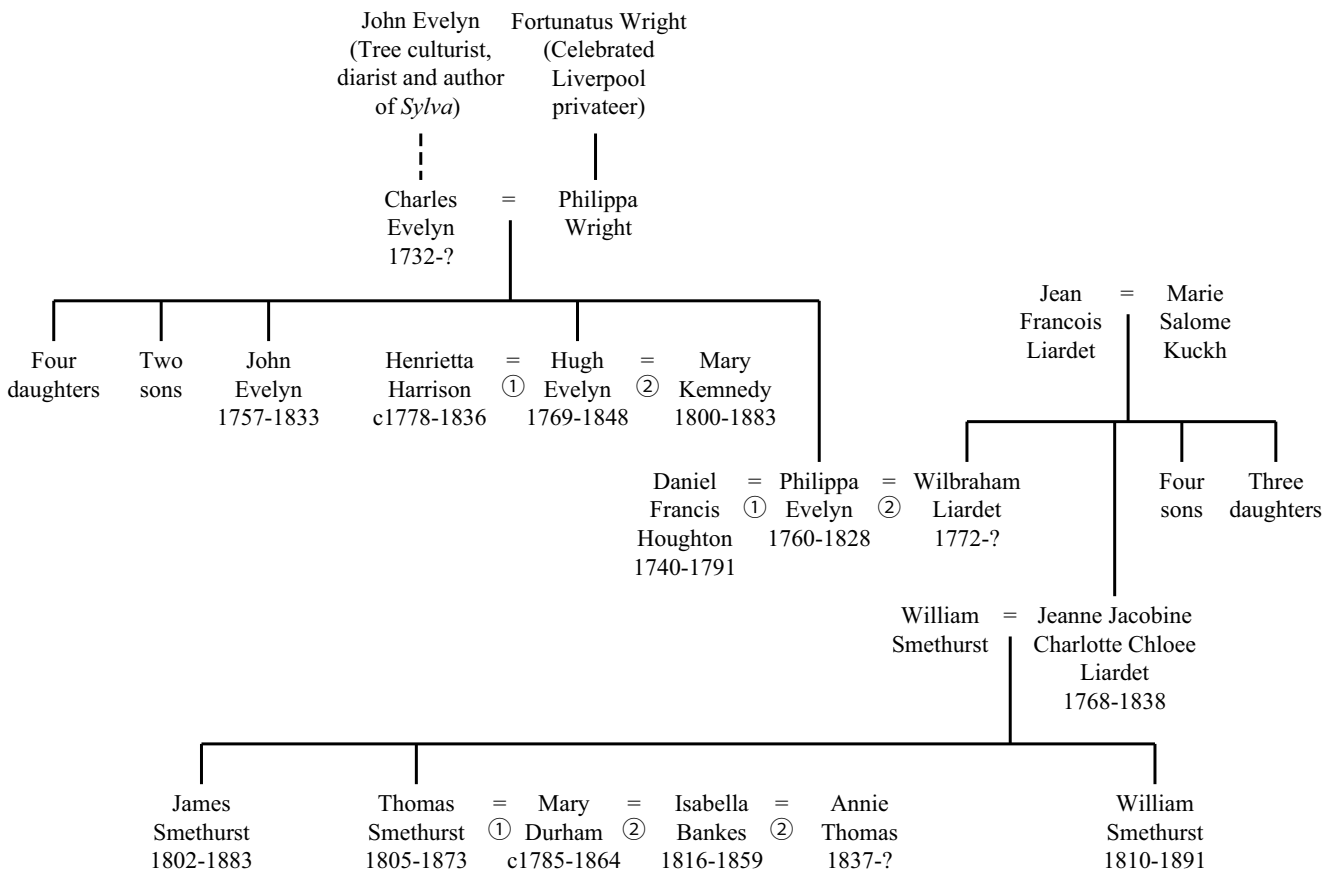 John Evelyn
(Tree culturist,
diarist and author
of Sylva)
Fortunatus Wright
(Celebrated
Liverpool
privateer)
Charles
Evelyn
1732-?
=
Philippa
Wright
Jean
Francois
Liardet
=
Marie
Salome
Kuckh
Four
daughters
Two
sons
John
Evelyn
1757-1833
Henrietta
Harrison
c1778-1836
=
①
Hugh
Evelyn
1769-1848
=
②
Mary
Kemnedy
1800-1883
Daniel
Francis
Houghton
1740-1791
=
①
Philippa
Evelyn
1760-1828
=
②
Wilbraham
Liardet
1772-?
Four
sons
Three
daughters
William
Smethurst
=
Jeanne Jacobine
Charlotte Chloee
Liardet
1768-1838
James
Smethurst
1802-1883
Thomas
Smethurst
1805-1873
=
①
Mary
Durham
c1785-1864
=
②
Isabella
Bankes
1816-1859
=
②
Annie
Thomas
1837-?
William
Smethurst
1810-1891